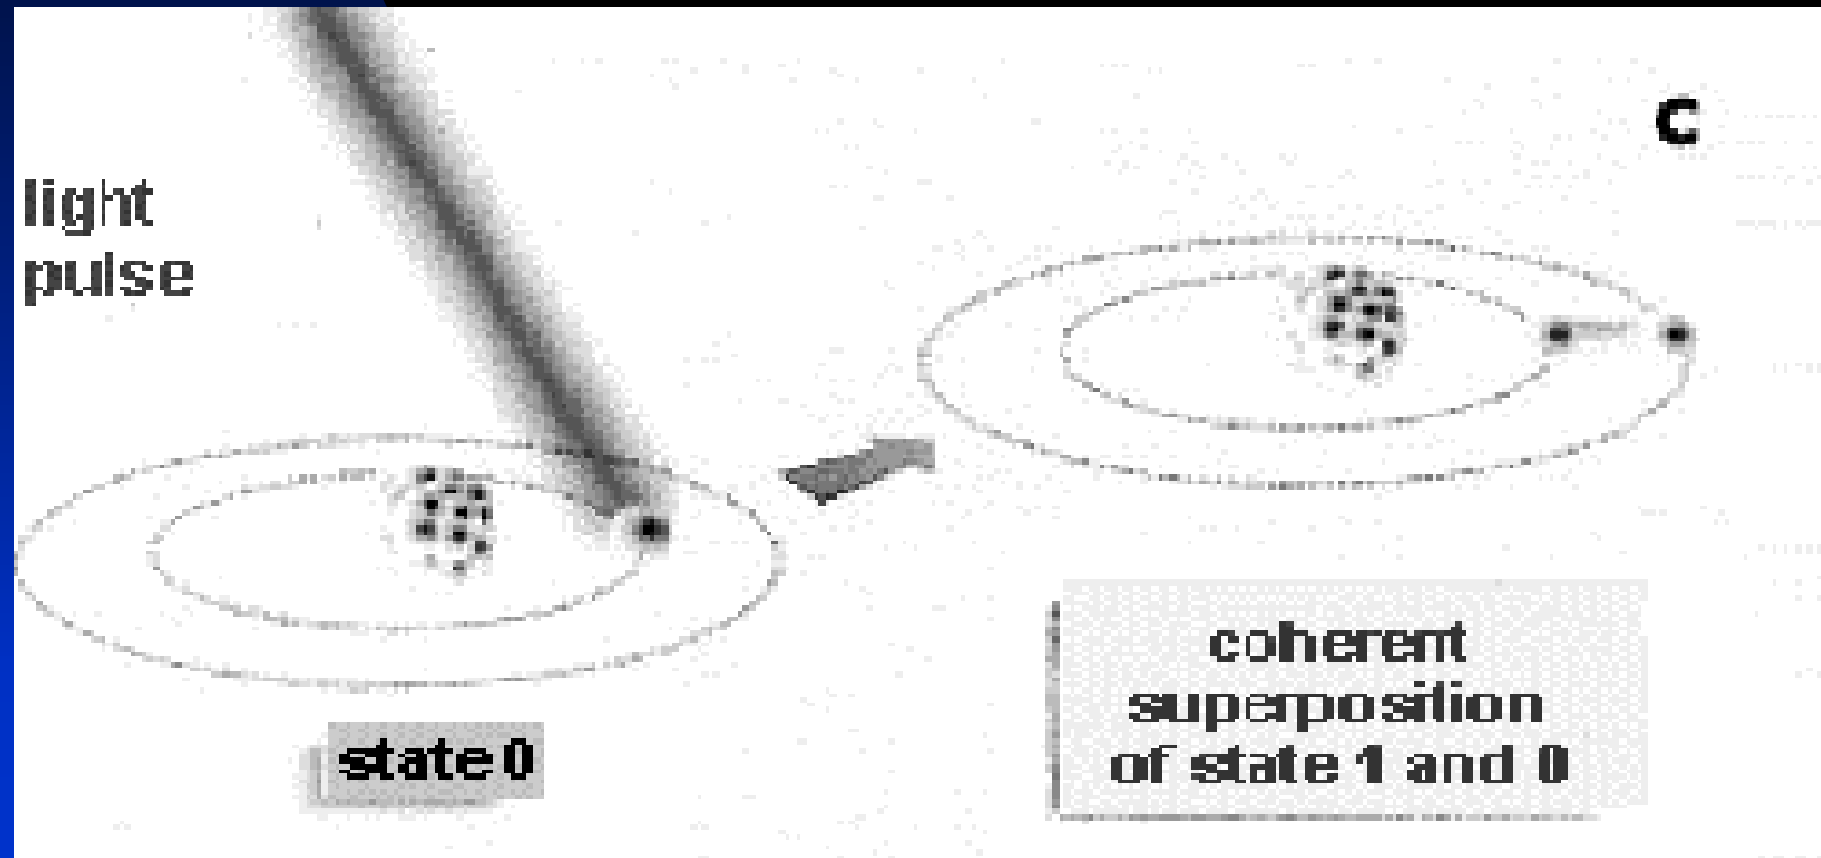 light
pulse
c
state 0
coherent
superposition
of state 1 and 0